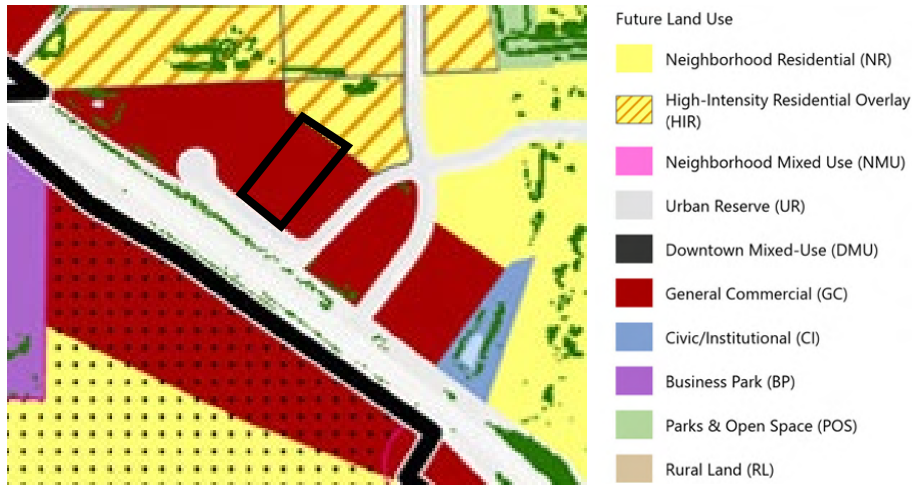 Future Land Use
Neighborhood Residential (NR)
High-Intensity Residential Overlay
(HIR)
Neighborhood Mixed Use (NMU)
Urban Reserve (UR)
Downtown Mixed-Use (DMU)
General Commercial (GC)
Civic/Institutional (CI)
Business Park (BP)
Parks & Open Space (POS)
Rural Land (RL)